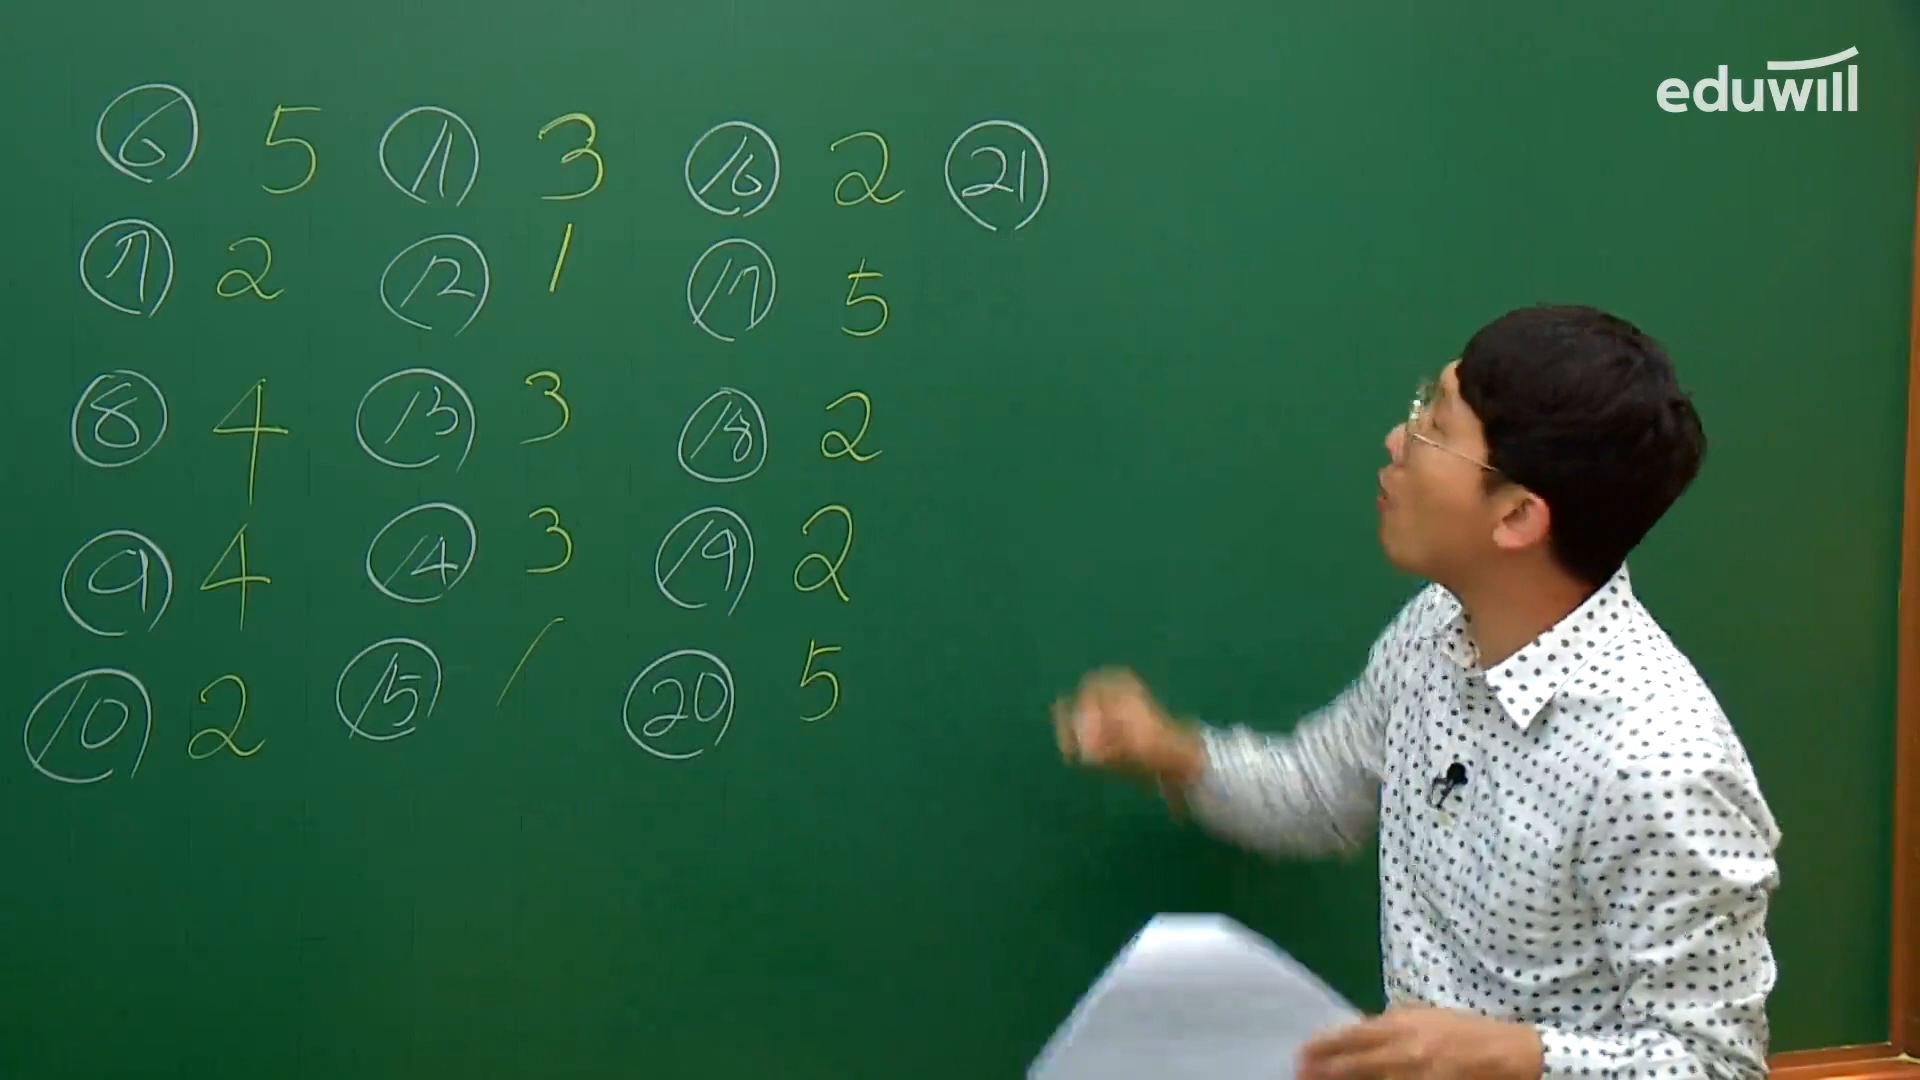 eduwill
⑥ 5 ⑪ 3 ⑯ 2 ㉑
⑦ 2 ⑫ 1 ⑰ 5
⑧ 4 ⑬ 3 ⑱ 2
⑨ 4 ⑭ 3 ⑲ 2
⑩ 2 ⑮ 1 ⑳ 5